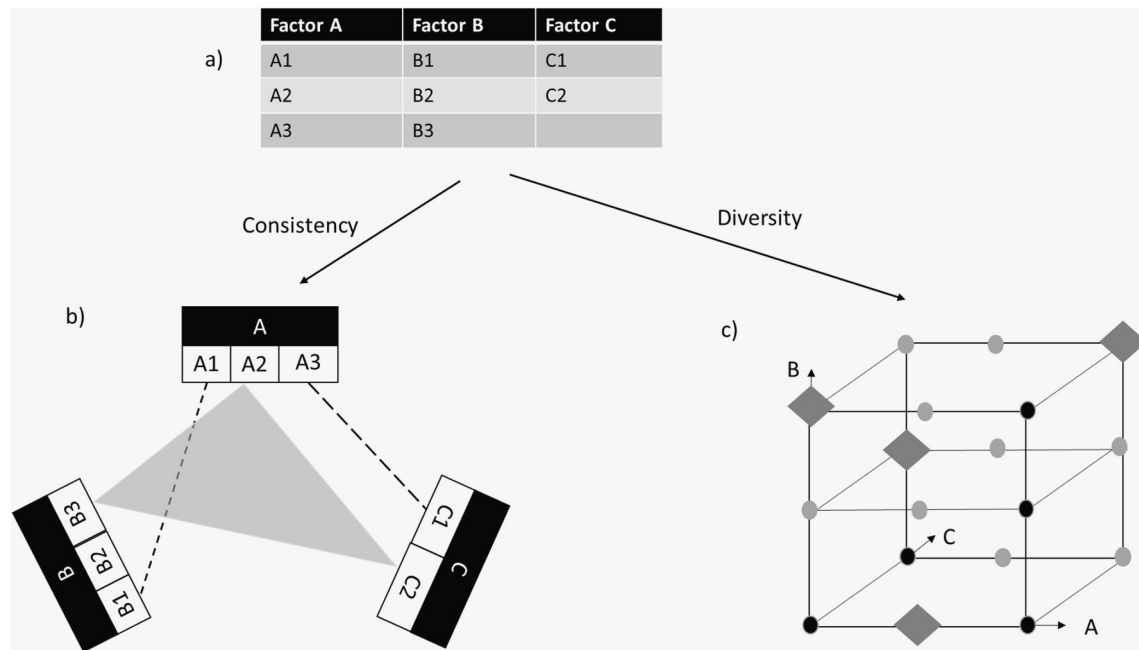 Factor A Factor B Factor C
a)
A1 B1 C1
A2 B2 C2
A3 B3
Consistency
Diversity
b)
A
A1 A2 A3
c)
B
B3
B2
B1
B
C1
C2
C
C
A